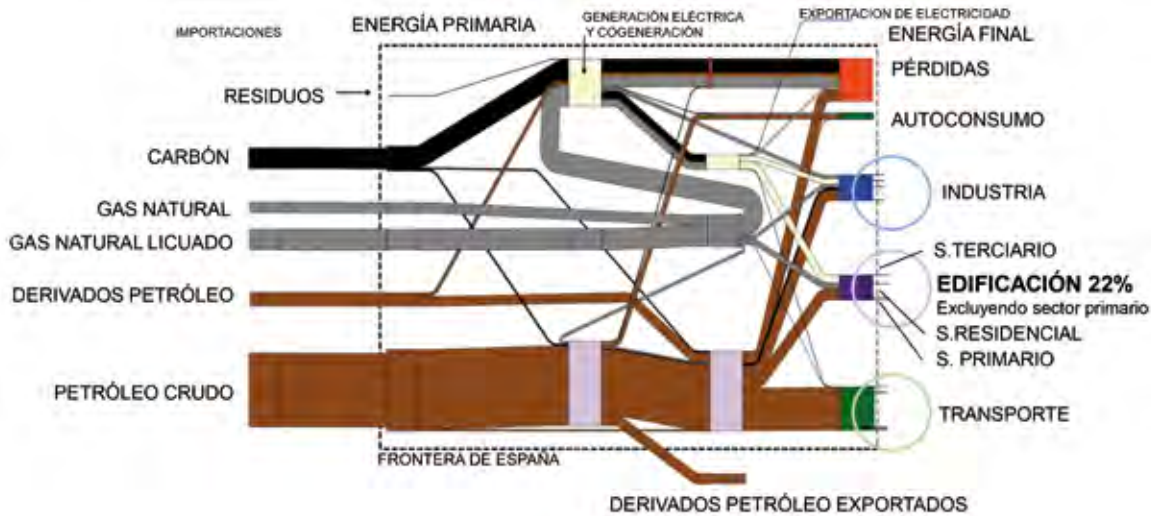 IMPORTACIONES
ENERGÍA PRIMARIA
GENERACIÓN ELÉCTRICA
Y COGENERACIÓN
EXPORTACION DE ELECTRICIDAD
ENERGÍA FINAL
RESIDUOS
CARBÓN
GAS NATURAL
GAS NATURAL LICUADO
DERIVADOS PETRÓLEO
PETRÓLEO CRUDO
PÉRDIDAS
AUTOCONSUMO
INDUSTRIA
S.TERCIARIO
EDIFICACIÓN 22%
Excluyendo sector primario
S.RESIDENCIAL
S. PRIMARIO
TRANSPORTE
FRONTERA DE ESPAÑA
DERIVADOS PETRÓLEO EXPORTADOS